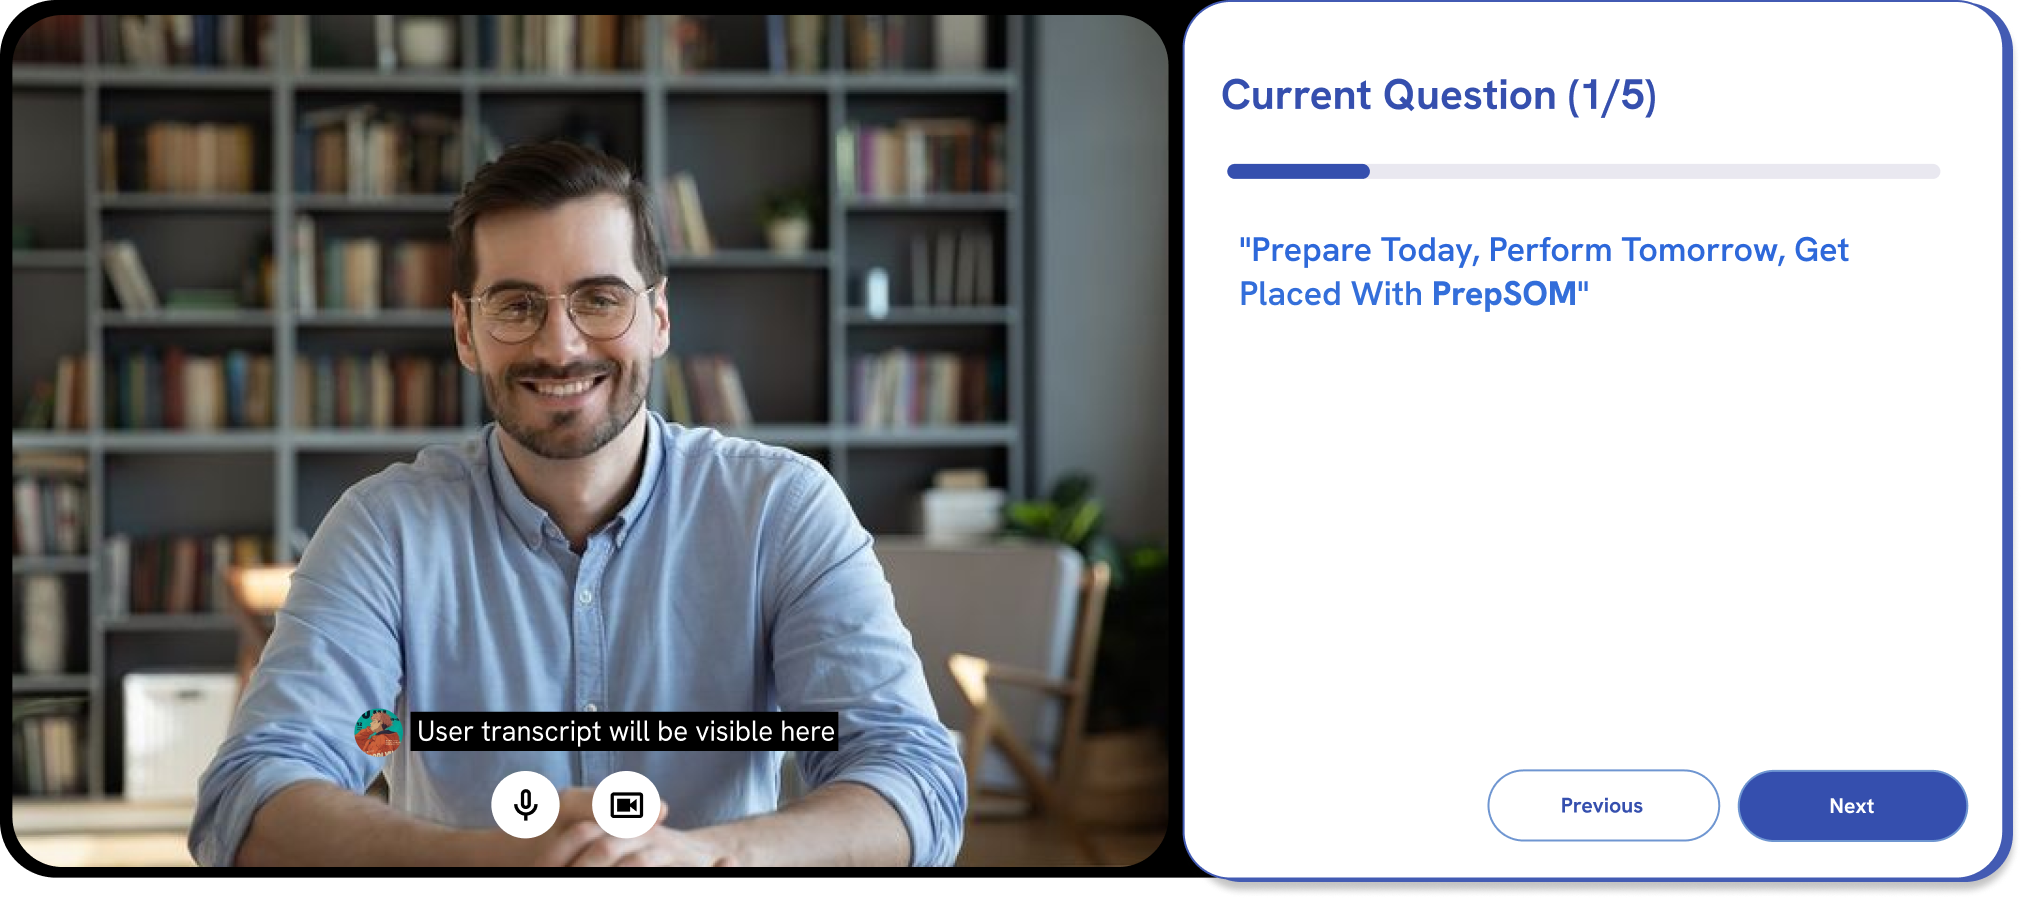 User transcript will be visible here
Current Question (1/5)
"Prepare Today, Perform Tomorrow, Get
Placed With PrepSOM"
Previous
Next